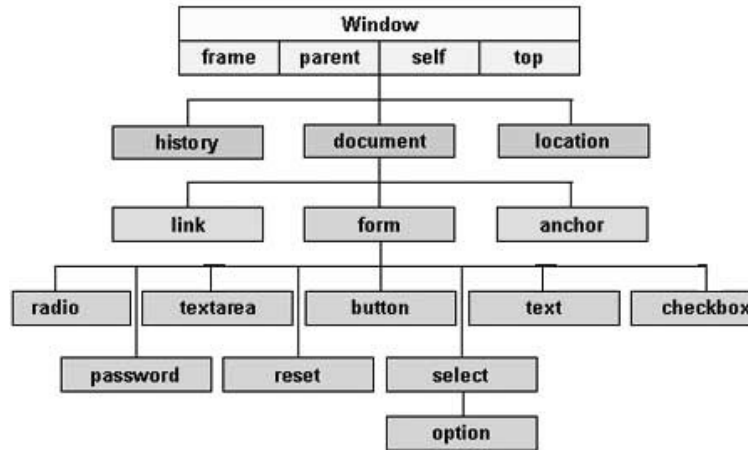 Window
frame parent self top
history document location
link form anchor
radio textarea button text checkbox
password reset select
option